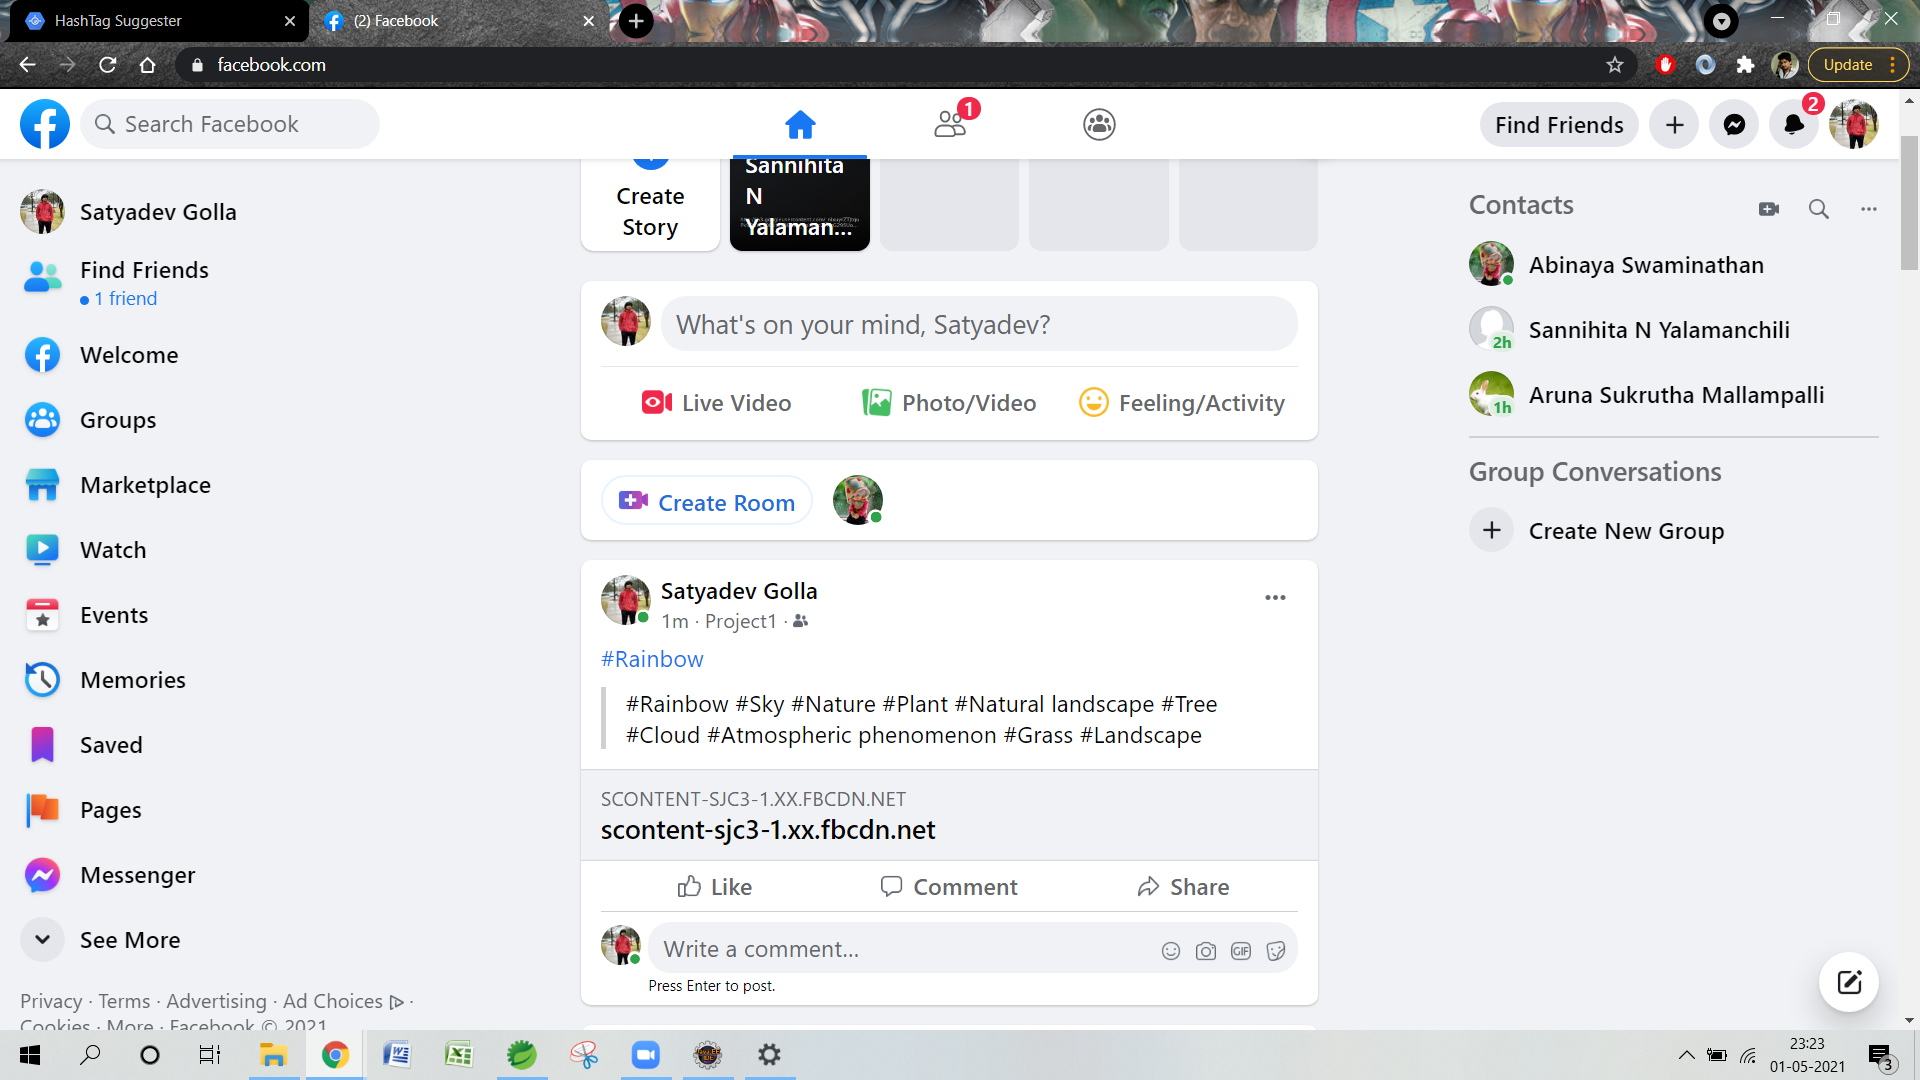 HashTag Suggester
(2) Facebook
facebook.com
Update
Search Facebook
1
Find Friends
2
Satyadev Golla
Find Friends
1 friend
Welcome
Groups
Marketplace
Watch
Events
Memories
Saved
Pages
Messenger
See More
Privacy · Terms · Advertising · Ad Choices ·
Cookies · More · Facebook © 2021
Create
Story
Sannihita
N
Yalaman...
What's on your mind, Satyadev?
Live Video
Photo/Video
Feeling/Activity
Create Room
Satyadev Golla
1m · Project1 ·
#Rainbow
#Rainbow #Sky #Nature #Plant #Natural landscape #Tree
#Cloud #Atmospheric phenomenon #Grass #Landscape
SCONTENT-SJC3-1.XX.FBCDN.NET
scontent-sjc3-1.xx.fbcdn.net
Like
Comment
Share
Write a comment...
GIF
Press Enter to post.
Contacts
Abinaya Swaminathan
Sannihita N Yalamanchili
2h
Aruna Sukrutha Mallampalli
1h
Group Conversations
Create New Group
23:23
01-05-2021
3